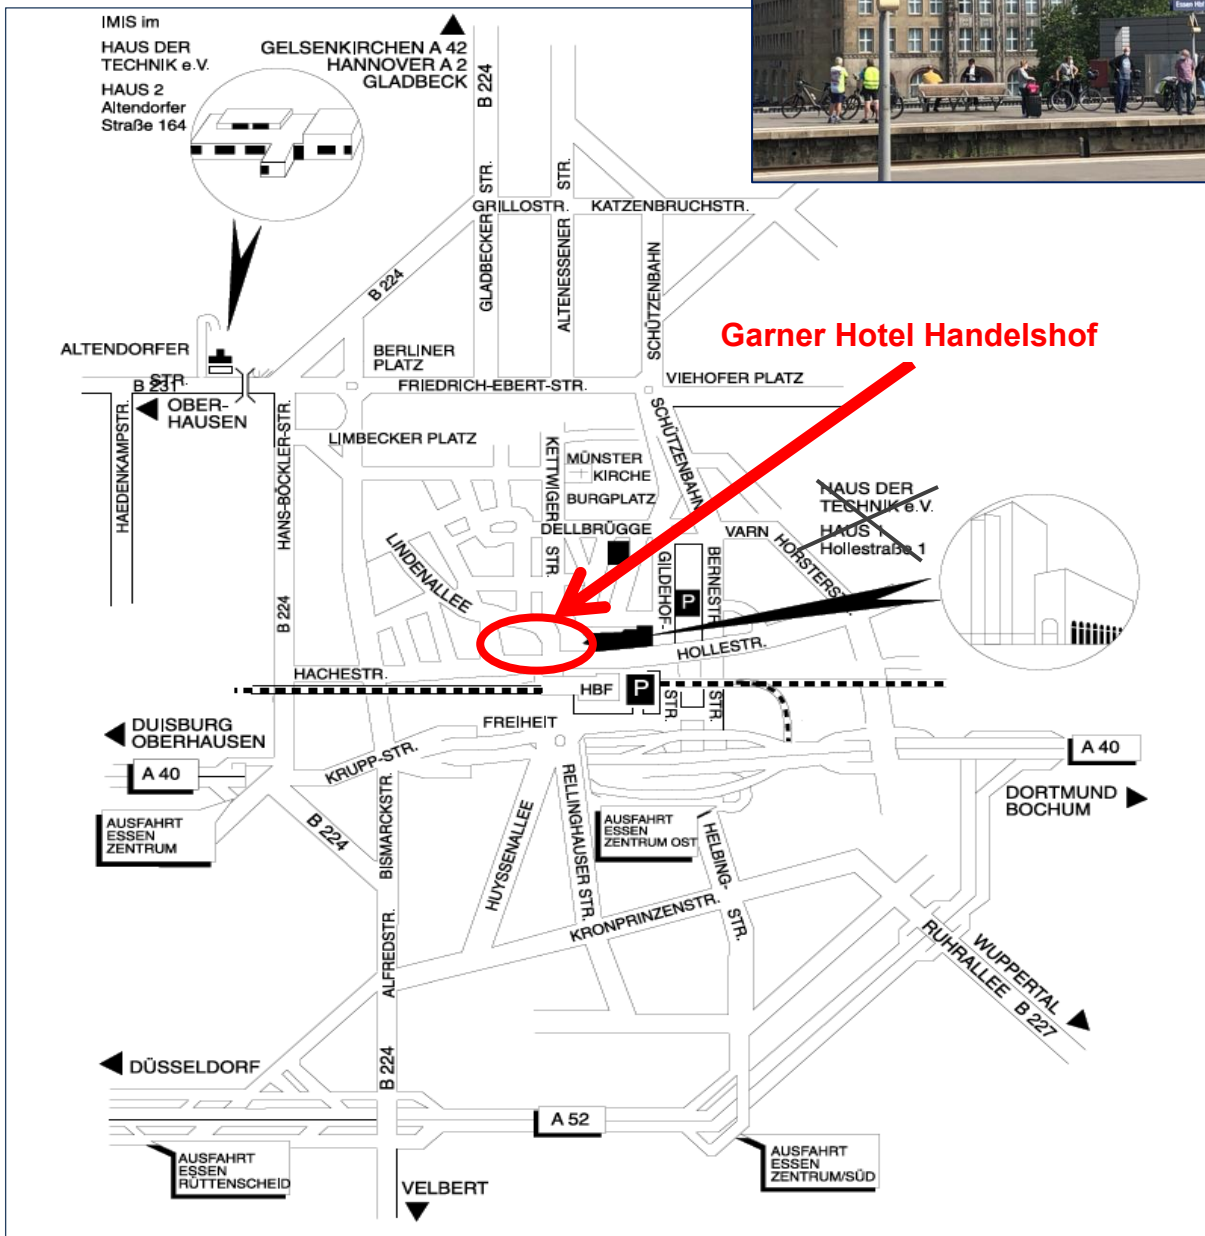 IMIS im
HAUS DER
TECHNIK e.V.
HAUS 2
Altendorfer
Straße 164
GELSENKIRCHEN A 42
HANNOVER A 2
GLADBECK
B 224
Essen Hbf
GRILLOSTR.
KATZENBRUCHSTR.
GLADBECKER STR.
ALTENESSENER STR.
SCHÜTZENBAHN
B 224
Garner Hotel Handelshof
ALTENDORFER
STR.
B 231
BERLINER
PLATZ
FRIEDRICH-EBERT-STR.
VIEHOFER PLATZ
OBER-
HAUSEN
HAEDENKAMPSTR.
HANS-BÖCKLER-STR.
LIMBECKER PLATZ
KETTWIGER STR.
MÜNSTER
KIRCHE
BURGPLATZ
SCHÜTZENBAHN
DELLBRÜGGE
VARN
HORSTERSTR.
HAUS DER
TECHNIK e.V.
HAUS 1
Hollestraße 1
LINDENALLEE
GILDEHOF-
STR.
BERNESTR.
P
B 224
HOLLESTR.
HACHESTR.
HBF
P
STR.
FREIHEIT
DUISBURG
OBERHAUSEN
A 40
KRUPP-STR.
A 40
DORTMUND
BOCHUM
AUSFAHRT
ESSEN
ZENTRUM
B 224
BISMARCKSTR.
HUYSSENALLEE
RELLINGHAUSER STR.
AUSFAHRT
ESSEN
ZENTRUM OST
HELBING-
STR.
KRONPRINZENSTR.
ALFREDSTR.
WUPPERTAL
RUHRALLEE B 227
DÜSSELDORF
B 224
A 52
AUSFAHRT
ESSEN
RÜTTENSCHEID
AUSFAHRT
ESSEN
ZENTRUM/SÜD
VELBERT